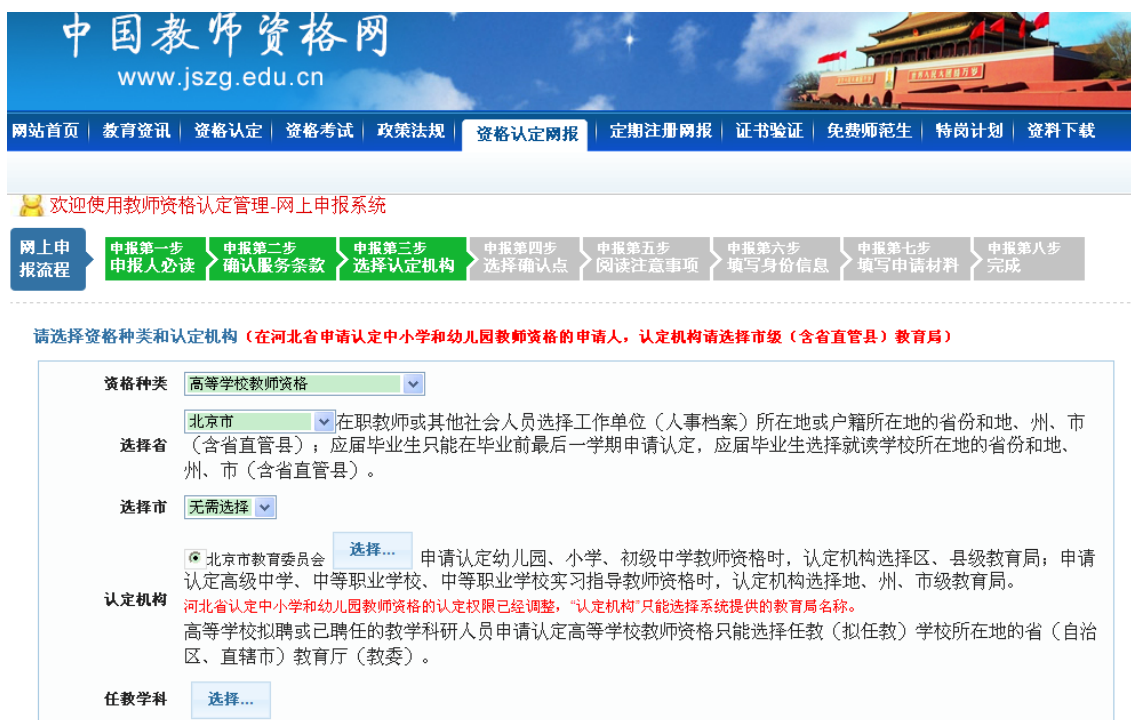 中国教师资格网
www.jszg.edu.cn
网站首页 教育资讯 资格认定 资格考试 政策法规 资格认定网报 定期注册网报 证书验证 免费师范生 特岗计划 资料下载
欢迎使用教师资格认定管理-网上申报系统
网上申报流程
申报第一步 申报人必读
申报第二步 确认服务条款
申报第三步 选择认定机构
申报第四步 选择确认点
申报第五步 阅读注意事项
申报第六步 填写身份信息
申报第七步 填写申请材料
申报第八步 完成
请选择资格种类和认定机构（在河北省申请认定中小学和幼儿园教师资格的申请人，认定机构请选择市级（含省直管县）教育局）
资格种类 高等学校教师资格
选择省 北京市 在职教师或其他社会人员选择工作单位（人事档案）所在地或户籍所在地的省份和地、州、市
（含省直管县）；应届毕业生只能在毕业前最后一学期申请认定，应届毕业生选择就读学校所在地的省份和地、
州、市（含省直管县）。
选择市 无需选择
认定机构 北京市教育委员会 选择... 申请认定幼儿园、小学、初级中学教师资格时，认定机构选择区、县级教育局；申请
认定高级中学、中等职业学校、中等职业学校实习指导教师资格时，认定机构选择地、州、市级教育局。
河北省认定中小学和幼儿园教师资格的认定权限已经调整，“认定机构”只能选择系统提供的教育局名称。
高等学校拟聘或已聘任的教学科研人员申请认定高等学校教师资格只能选择任教（拟任教）学校所在地的省（自治
区、直辖市）教育厅（教委）。
任教学科 选择...